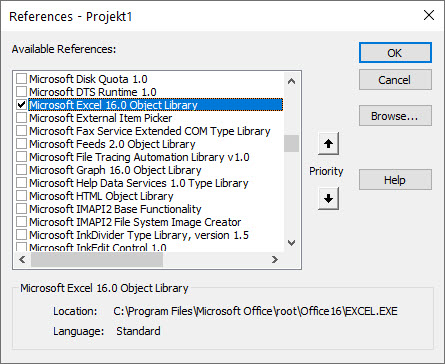 References - Projekt1
Available References:
Microsoft Disk Quota 1.0
Microsoft DTS Runtime 1.0
Microsoft Excel 16.0 Object Library
Microsoft External Item Picker
Microsoft Fax Service Extended COM Type Library
Microsoft Feeds 2.0 Object Library
Microsoft File Tracing Automation Library v1.0
Microsoft Graph 16.0 Object Library
Microsoft Help Data Services 1.0 Type Library
Microsoft HTML Object Library
Microsoft IMAPI2 Base Functionality
Microsoft IMAPI2 File System Image Creator
Microsoft InkDivider Type Library, version 1.5
Microsoft InkEdit Control 1.0
OK
Cancel
Browse...
Priority
Help
Microsoft Excel 16.0 Object Library
Location: C:\Program Files\Microsoft Office\root\Office16\EXCEL.EXE
Language: Standard